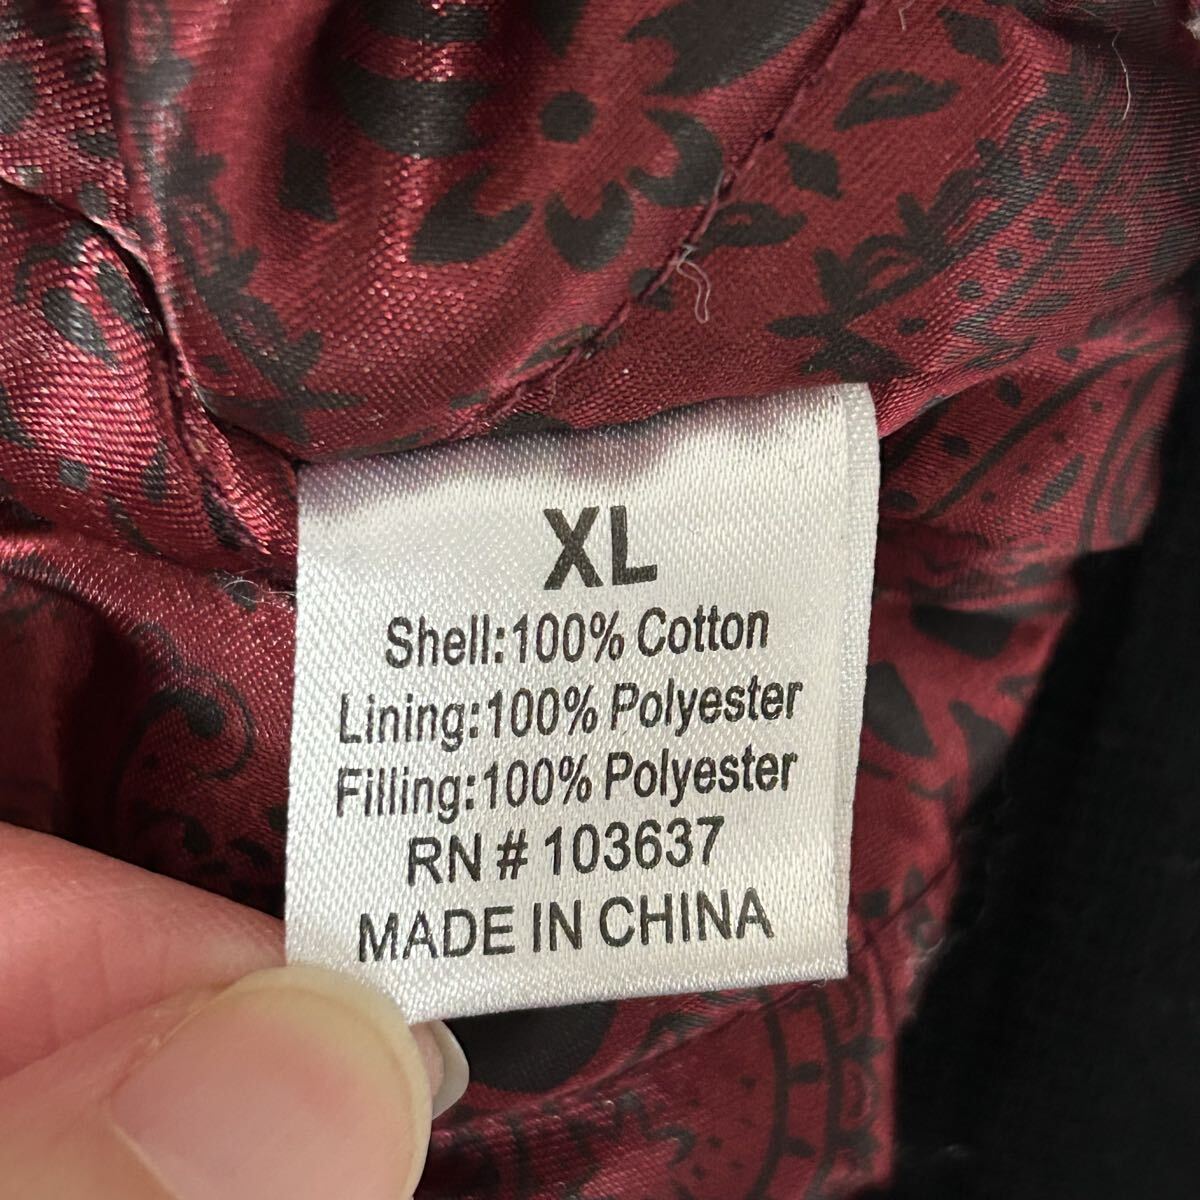 XL
Shell:100% Cotton
Lining:100% Polyester
Filling:100% Polyester
RN # 103637
MADE IN CHINA